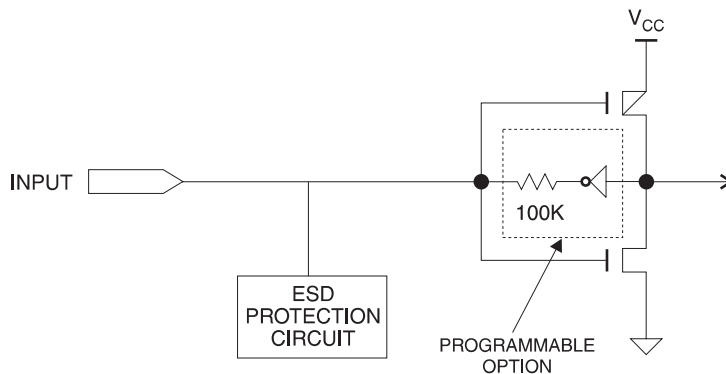 VCC
INPUT
100K
ESD
PROTECTION
CIRCUIT
PROGRAMMABLE
OPTION